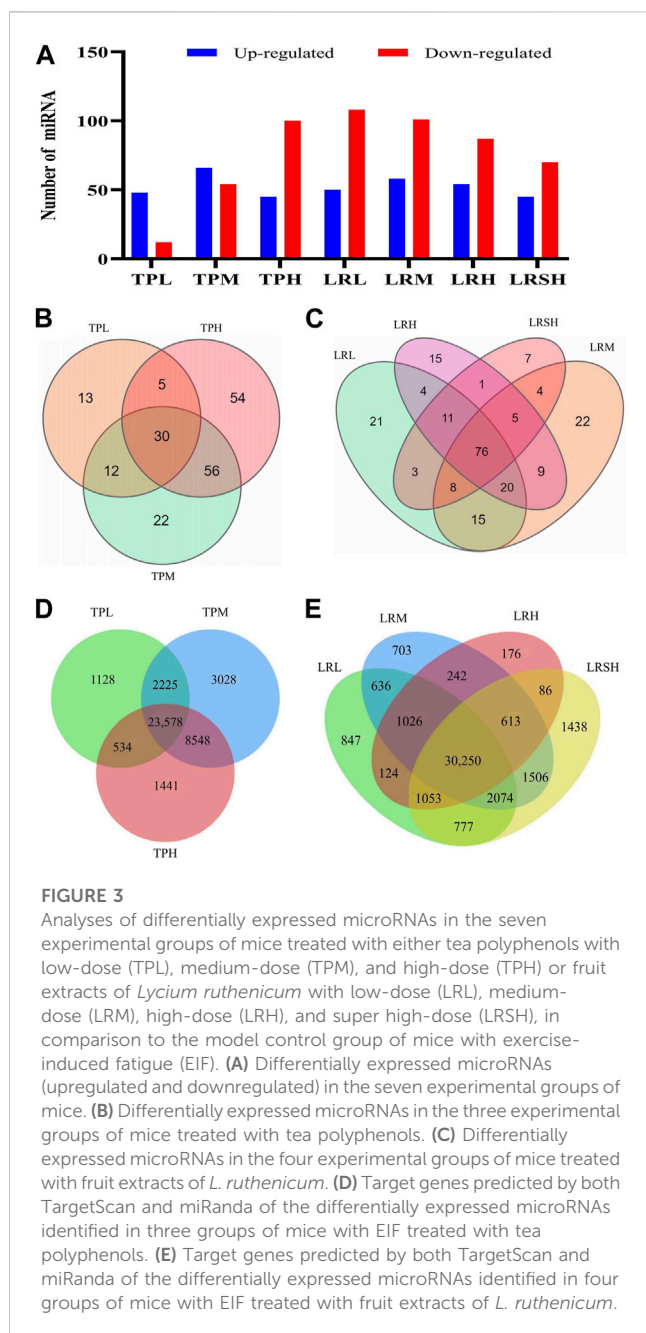 A
Up-regulated
Down-regulated
Number of miRNA
150
100
50
0
TPL
TPM
TPH
LRL
LRM
LRH
LRSH
B
TPL
TPH
13
5
54
30
12
56
22
TPM
C
LRH
LRSH
LRL
LRM
15
7
4
1
4
21
11
5
22
76
3
9
8
20
15
D
TPL
TPM
1128
2225
3028
23,578
534
8548
1441
TPH
E
LRM
LRH
LRL
LRSH
703
176
636
242
86
1026
613
847
1438
30,250
124
1506
1053
2074
777
FIGURE 3
Analyses of differentially expressed microRNAs in the seven
experimental groups of mice treated with either tea polyphenols with
low-dose (TPL), medium-dose (TPM), and high-dose (TPH) or fruit
extracts of Lycium ruthenicum with low-dose (LRL), medium-
dose (LRM), high-dose (LRH), and super high-dose (LRSH), in
comparison to the model control group of mice with exercise-
induced fatigue (EIF). (A) Differentially expressed microRNAs
(upregulated and downregulated) in the seven experimental groups of
mice. (B) Differentially expressed microRNAs in the three experimental
groups of mice treated with tea polyphenols. (C) Differentially
expressed microRNAs in the four experimental groups of mice treated
with fruit extracts of L. ruthenicum. (D) Target genes predicted by both
TargetScan and miRanda of the differentially expressed microRNAs
identified in three groups of mice with EIF treated with tea
polyphenols. (E) Target genes predicted by both TargetScan and
miRanda of the differentially expressed microRNAs identified in four
groups of mice with EIF treated with fruit extracts of L. ruthenicum.